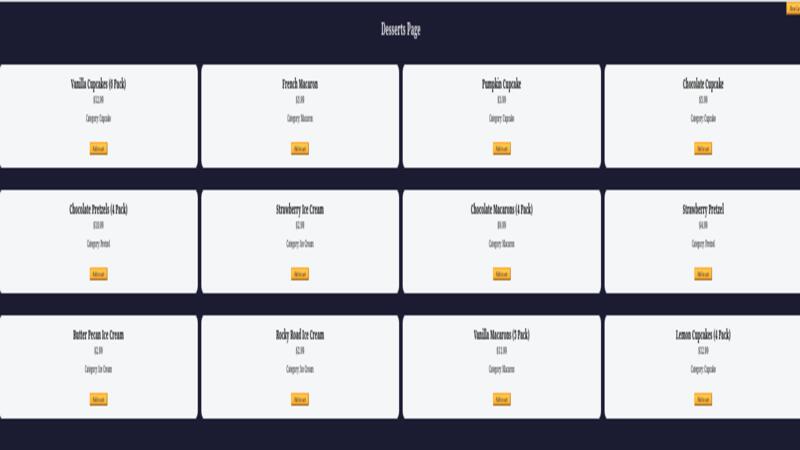 Desserts Page
Vanilla Cupcakes (6 Pack)
$12.99
Category: Cupcake
Add to cart
French Macaron
$3.99
Category: Macaron
Add to cart
Pumpkin Cupcake
$3.99
Category: Cupcake
Add to cart
Chocolate Cupcake
$5.99
Category: Cupcake
Add to cart
Chocolate Pretzels (4 Pack)
$10.99
Category: Pretzel
Add to cart
Strawberry Ice Cream
$2.99
Category: Ice Cream
Add to cart
Chocolate Macarons (4 Pack)
$9.99
Category: Macaron
Add to cart
Strawberry Pretzel
$4.99
Category: Pretzel
Add to cart
Butter Pecan Ice Cream
$2.99
Category: Ice Cream
Add to cart
Rocky Road Ice Cream
$2.99
Category: Ice Cream
Add to cart
Vanilla Macarons (5 Pack)
$11.99
Category: Macaron
Add to cart
Lemon Cupcakes (4 Pack)
$12.99
Category: Cupcake
Add to cart